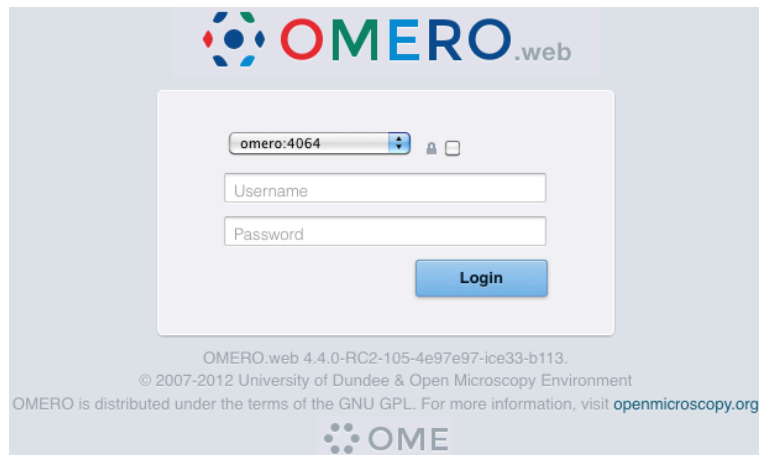 OMERO.web
omero:4064
Username
Password
Login
OMERO.web 4.4.0-RC2-105-4e97e97-ice33-b113.
© 2007-2012 University of Dundee & Open Microscopy Environment
OMERO is distributed under the terms of the GNU GPL. For more information, visit openmicroscopy.org
OME